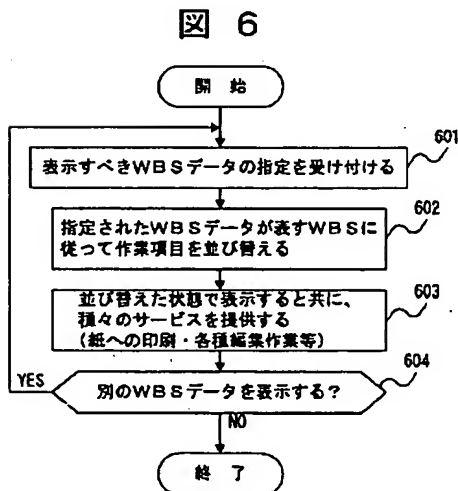 図 6
開 始
表示すべきWBSデータの指定を受け付ける
601
指定されたWBSデータが表すWBSに
従って作業項目を並び替える
602
並び替えた状態で表示すると共に、
種々のサービスを提供する
(紙への印刷・各種編集作業等)
603
別のWBSデータを表示する?
604
YES
NO
終 了